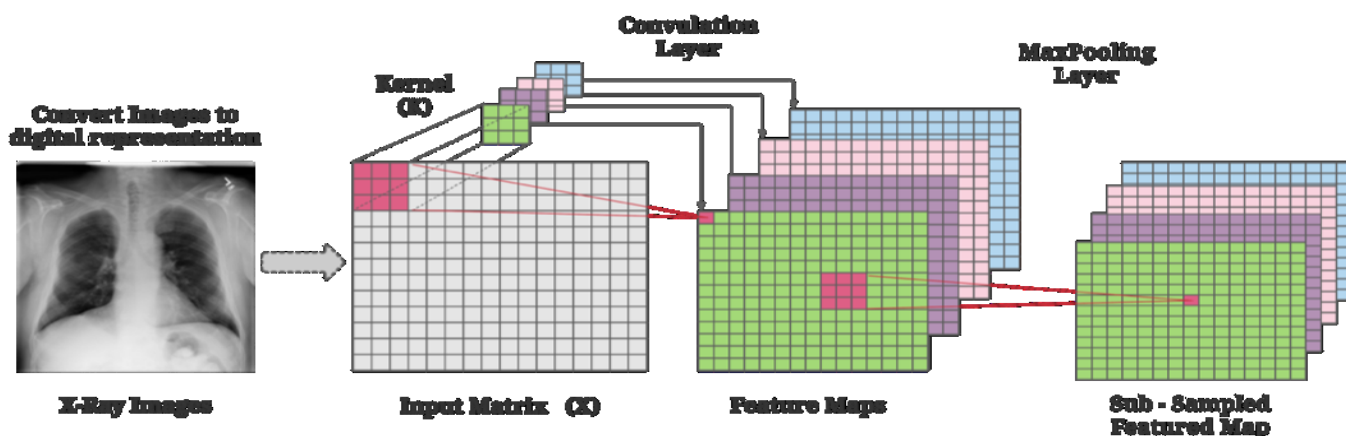 Convulation
Layer
MaxPooling
Layer
Kernel
(K)
Convert Images to
digital representation
X-Ray Images
Input Matrix (X)
Feature Maps
Sub - Sampled
Featured Map